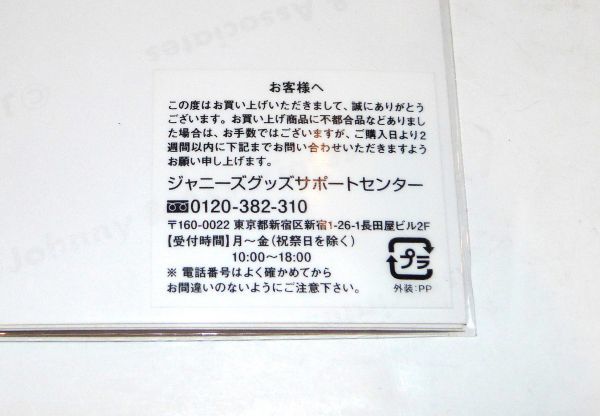 & Associates
お客様へ
この度はお買い上げいただきまして、誠にありがとう
ございます。お買い上げ商品に不都合品などありまし
た場合は、お手数ではございますが、ご購入日より2
週間以内に下記までお問い合わせいただきますよう
お願い申し上げます。
ジャニーズグッズサポートセンター
0120-382-310
〒160-0022 東京都新宿区新宿1-26-1長田屋ビル2F
【受付時間】月〜金(祝祭日を除く)
10:00〜18:00
※ 電話番号はよく確かめてから
お間違いのないようにご注意下さい。
プラ
外装:PP